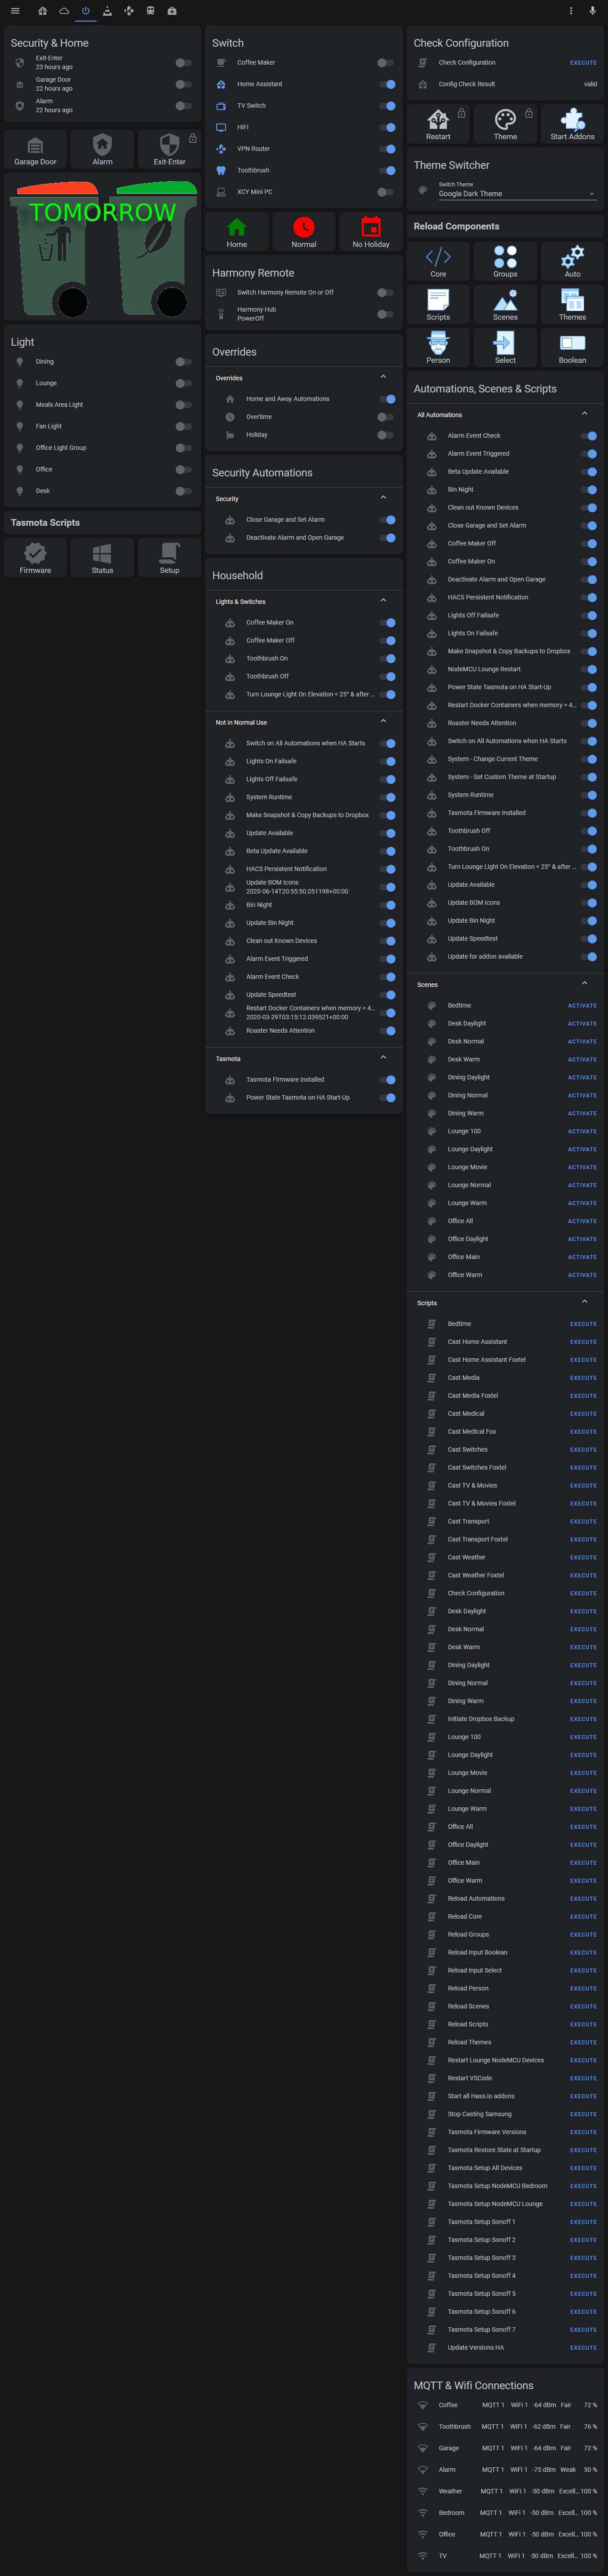 Security & Home
Exit-Enter
23 hours ago
Garage Door
22 hours ago
Alarm
22 hours ago
Garage Door
Alarm
Exit-Enter
TOMORROW
Light
Dining
Lounge
Meals Area Light
Fan Light
Office Light Group
Office
Desk
Tasmota Scripts
Firmware
Status
Setup
Switch
Coffee Maker
Home Assistant
TV Switch
HiFi
VPN Router
Toothbrush
XCY Mini PC
Home
Normal
No Holiday
Harmony Remote
Switch Harmony Remote On or Off
Harmony Hub
PowerOff
Overrides
Overrides
Home and Away Automations
Overtime
Holiday
Security Automations
Security
Close Garage and Set Alarm
Deactivate Alarm and Open Garage
Household
Lights & Switches
Coffee Maker On
Coffee Maker Off
Toothbrush On
Toothbrush Off
Turn Lounge Light On Elevation < 25° & after ...
Not in Normal Use
Switch on All Automations when HA Starts
Lights On Failsafe
Lights Off Failsafe
System Runtime
Make Snapshot & Copy Backups to Dropbox
Update Available
Beta Update Available
HACS Persistent Notification
Update BOM Icons
2020-06-14T20:55:50.051198+00:00
Bin Night
Update Bin Night
Clean out Known Devices
Alarm Event Triggered
Alarm Event Check
Update Speedtest
Restart Docker Containers when memory > 4...
2020-03-29T03:15:12.039521+00:00
Roaster Needs Attention
Tasmota
Tasmota Firmware Installed
Power State Tasmota on HA Start-Up
Check Configuration
Check Configuration EXECUTE
Config Check Result valid
Restart
Theme
Start Addons
Theme Switcher
Switch Theme
Google Dark Theme
Reload Components
Core
Groups
Auto
Scripts
Scenes
Themes
Person
Select
Boolean
Automations, Scenes & Scripts
All Automations
Alarm Event Check
Alarm Event Triggered
Beta Update Available
Bin Night
Clean out Known Devices
Close Garage and Set Alarm
Coffee Maker Off
Coffee Maker On
Deactivate Alarm and Open Garage
HACS Persistent Notification
Lights Off Failsafe
Lights On Failsafe
Make Snapshot & Copy Backups to Dropbox
NodeMCU Lounge Restart
Power State Tasmota on HA Start-Up
Restart Docker Containers when memory > 4...
Roaster Needs Attention
Switch on All Automations when HA Starts
System - Change Current Theme
System - Set Custom Theme at Startup
System Runtime
Tasmota Firmware Installed
Toothbrush Off
Toothbrush On
Turn Lounge Light On Elevation < 25° & after ...
Update Available
Update BOM Icons
Update Bin Night
Update Speedtest
Update for addon available
Scenes
Bedtime ACTIVATE
Desk Daylight ACTIVATE
Desk Normal ACTIVATE
Desk Warm ACTIVATE
Dining Daylight ACTIVATE
Dining Normal ACTIVATE
Dining Warm ACTIVATE
Lounge 100 ACTIVATE
Lounge Daylight ACTIVATE
Lounge Movie ACTIVATE
Lounge Normal ACTIVATE
Lounge Warm ACTIVATE
Office All ACTIVATE
Office Daylight ACTIVATE
Office Main ACTIVATE
Office Warm ACTIVATE
Scripts
Bedtime EXECUTE
Cast Home Assistant EXECUTE
Cast Home Assistant Foxtel EXECUTE
Cast Media EXECUTE
Cast Media Foxtel EXECUTE
Cast Medical EXECUTE
Cast Medical Fox EXECUTE
Cast Switches EXECUTE
Cast Switches Foxtel EXECUTE
Cast TV & Movies EXECUTE
Cast TV & Movies Foxtel EXECUTE
Cast Transport EXECUTE
Cast Transport Foxtel EXECUTE
Cast Weather EXECUTE
Cast Weather Foxtel EXECUTE
Check Configuration EXECUTE
Desk Daylight EXECUTE
Desk Normal EXECUTE
Desk Warm EXECUTE
Dining Daylight EXECUTE
Dining Normal EXECUTE
Dining Warm EXECUTE
Initiate Dropbox Backup EXECUTE
Lounge 100 EXECUTE
Lounge Daylight EXECUTE
Lounge Movie EXECUTE
Lounge Normal EXECUTE
Lounge Warm EXECUTE
Office All EXECUTE
Office Daylight EXECUTE
Office Main EXECUTE
Office Warm EXECUTE
Reload Automations EXECUTE
Reload Core EXECUTE
Reload Groups EXECUTE
Reload Input Boolean EXECUTE
Reload Input Select EXECUTE
Reload Person EXECUTE
Reload Scenes EXECUTE
Reload Scripts EXECUTE
Reload Themes EXECUTE
Restart Lounge NodeMCU Devices EXECUTE
Restart VSCode EXECUTE
Start all Hass.io addons EXECUTE
Stop Casting Samsung EXECUTE
Tasmota Firmware Versions EXECUTE
Tasmota Restore State at Startup EXECUTE
Tasmota Setup All Devices EXECUTE
Tasmota Setup NodeMCU Bedroom EXECUTE
Tasmota Setup NodeMCU Lounge EXECUTE
Tasmota Setup Sonoff 1 EXECUTE
Tasmota Setup Sonoff 2 EXECUTE
Tasmota Setup Sonoff 3 EXECUTE
Tasmota Setup Sonoff 4 EXECUTE
Tasmota Setup Sonoff 5 EXECUTE
Tasmota Setup Sonoff 6 EXECUTE
Tasmota Setup Sonoff 7 EXECUTE
Update Versions HA EXECUTE
MQTT & Wifi Connections
Coffee MQTT 1 WiFi 1 -64 dBm Fair 72 %
Toothbrush MQTT 1 WiFi 1 -62 dBm Fair 76 %
Garage MQTT 1 WiFi 1 -64 dBm Fair 72 %
Alarm MQTT 1 WiFi 1 -75 dBm Weak 50 %
Weather MQTT 1 WiFi 1 -50 dBm Excell... 100 %
Bedroom MQTT 1 WiFi 1 -50 dBm Excell... 100 %
Office MQTT 1 WiFi 1 -50 dBm Excell... 100 %
TV MQTT 1 WiFi 1 -50 dBm Excell... 100 %